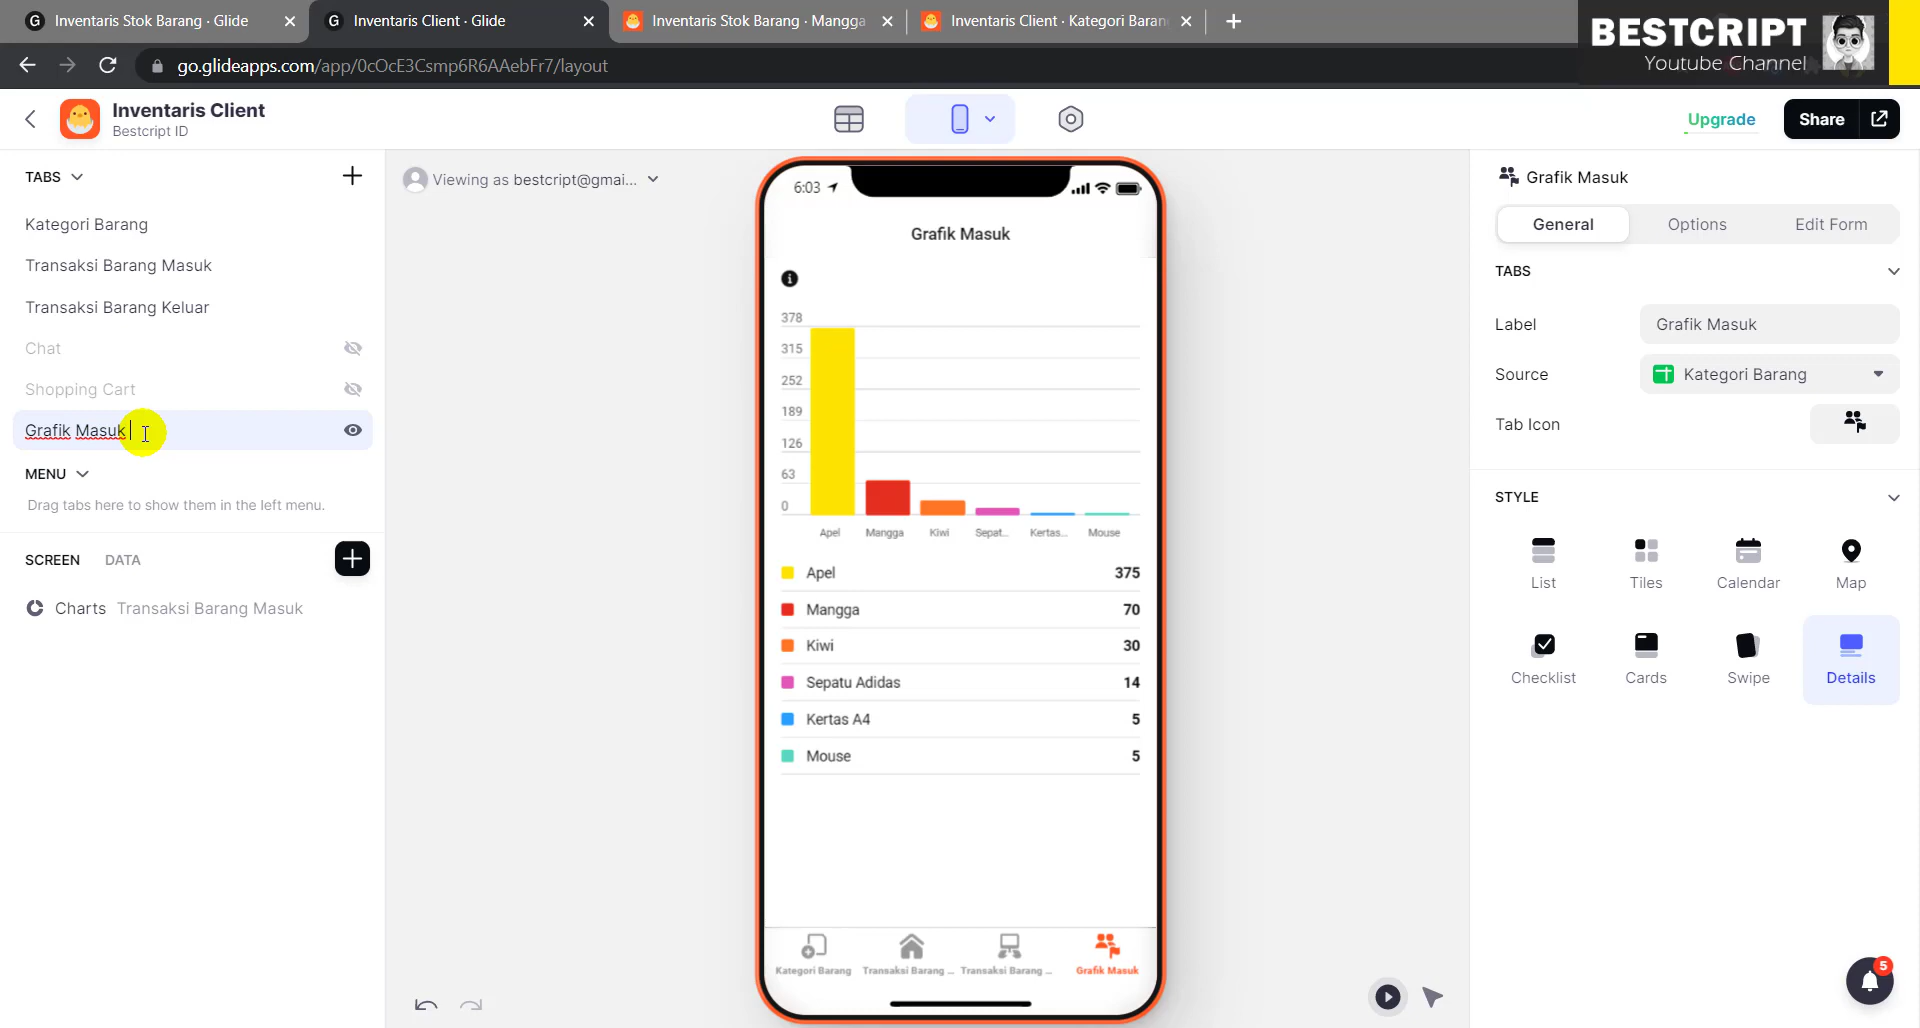 Inventaris Stok Barang · Glide
Inventaris Client · Glide
Inventaris Stok Barang · Mangga
Inventaris Client · Kategori Baran
BESTCRIPT
Youtube Channel
go.glideapps.com/app/0cOcE3Csmp6R6AAebFr7/layout
Inventaris Client
Bestcript ID
Upgrade
Share
TABS
Kategori Barang
Transaksi Barang Masuk
Transaksi Barang Keluar
Chat
Shopping Cart
Grafik Masuk
MENU
Drag tabs here to show them in the left menu.
SCREEN
DATA
Charts Transaksi Barang Masuk
Viewing as bestcript@gmai...
6:03
Grafik Masuk
378
315
252
189
126
63
0
Apel
Mangga
Kiwi
Sepat...
Kertas...
Mouse
Apel 375
Mangga 70
Kiwi 30
Sepatu Adidas 14
Kertas A4 5
Mouse 5
Kategori Barang
Transaksi Barang ...
Transaksi Barang ...
Grafik Masuk
Grafik Masuk
General
Options
Edit Form
TABS
Label
Grafik Masuk
Source
Kategori Barang
Tab Icon
STYLE
List
Tiles
Calendar
Map
Checklist
Cards
Swipe
Details
5